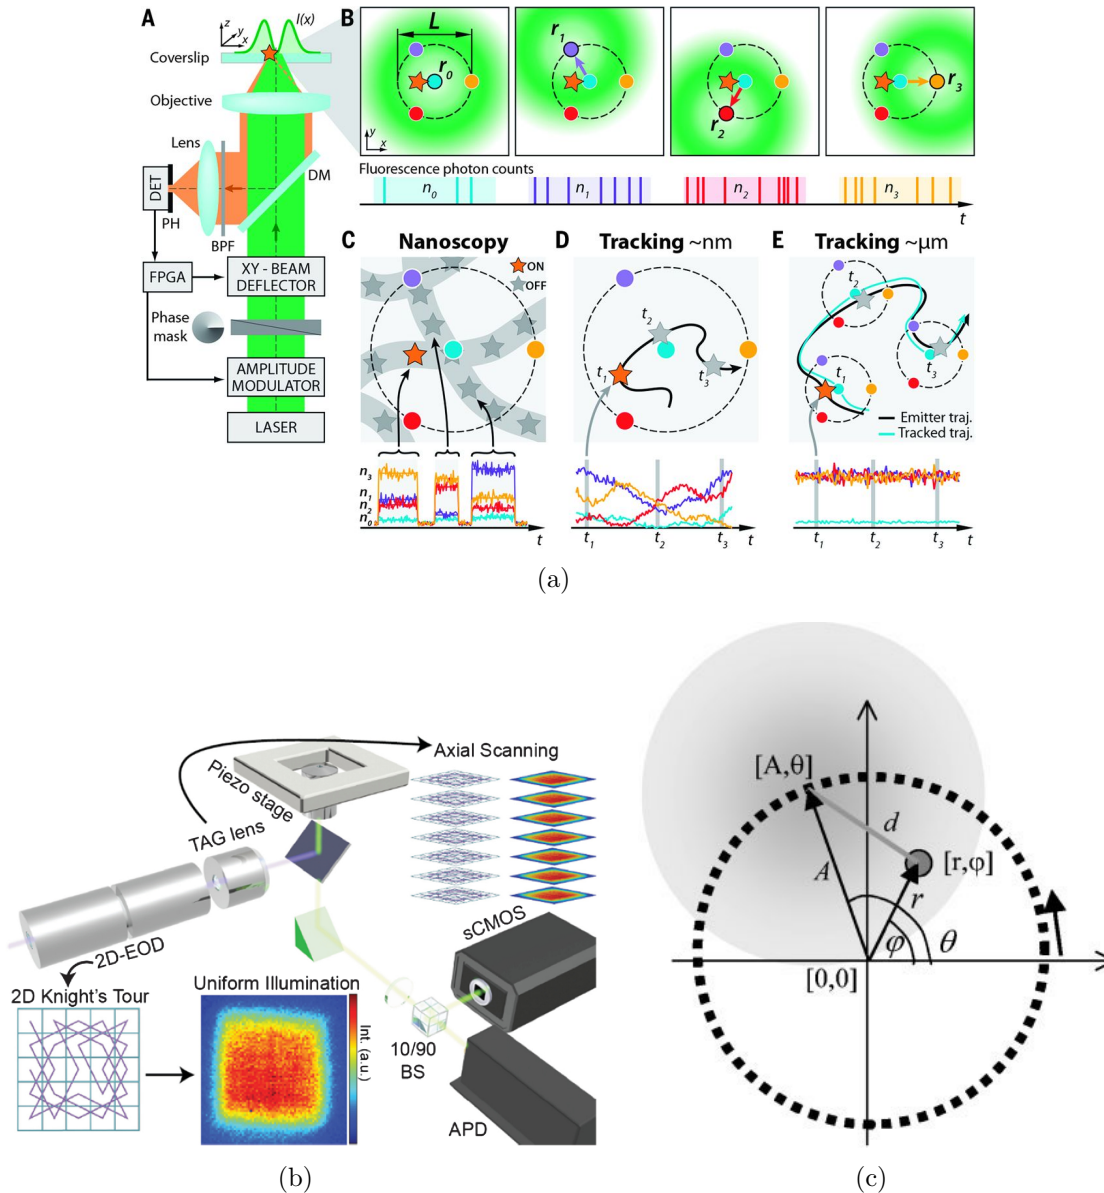 A
z
y
x
I(x)
Coverslip
Objective
Lens
DET
PH
BPF
DM
FPGA
XY - BEAM
DEFLECTOR
Phase
mask
AMPLITUDE
MODULATOR
LASER
B
L
r0
r1
r2
r3
y
x
Fluorescence photon counts
n0
n1
n2
n3
t
C
Nanoscopy
ON
OFF
n3
n1
n2
n0
t
D
Tracking ~nm
t1
t2
t3
t1
t2
t3
t
E
Tracking ~μm
t2
t1
t3
Emitter traj.
Tracked traj.
t1
t2
t3
t
(a)
Axial Scanning
Piezo stage
TAG lens
2D-EOD
2D Knight's Tour
Uniform Illumination
Int. (a.u.)
sCMOS
10/90
BS
APD
(b)
[A,θ]
d
A
[r,φ]
r
φ
θ
[0,0]
(c)